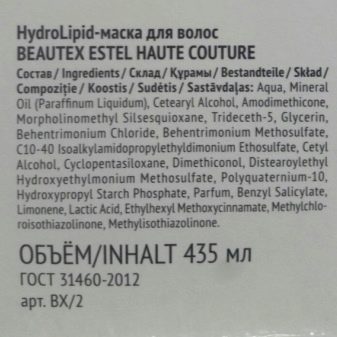 HydroLipid-маска для волос
BEAUTEX ESTEL HAUTE COUTURE
Состав / Ingredients / Склад / Құрамы / Bestandteile / Skład /
Compoziţie / Koostis / Sudėtis / Sastāvdaļas: Aqua, Mineral
Oil (Paraffinum Liquidum), Cetearyl Alcohol, Amodimethicone,
Morpholinomethyl Silsesquioxane, Trideceth-5, Glycerin,
Behentrimonium Chloride, Behentrimonium Methosulfate,
C10-40 Isoalkylamidopropylethyldimonium Ethosulfate, Cetyl
Alcohol, Cyclopentasiloxane, Dimethiconol, Distearoylethyl
Hydroxyethylmonium Methosulfate, Polyquaternium-10,
Hydroxypropyl Starch Phosphate, Parfum, Benzyl Salicylate,
Limonene, Lactic Acid, Ethylhexyl Methoxycinnamate, Methylchlo-
roisothiazolinone, Methylisothiazolinone.
ОБЪЁМ/INHALT 435 мл
ГОСТ 31460-2012
арт. BX/2